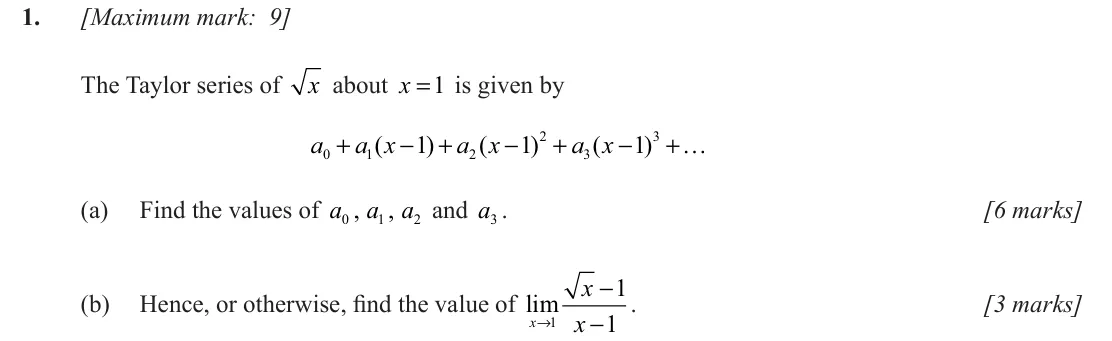 1. [Maximum mark: 9]
The Taylor series of √x about x = 1 is given by
a₀ + a₁(x − 1) + a₂(x − 1)² + a₃(x − 1)³ + …
(a) Find the values of a₀, a₁, a₂ and a₃. [6 marks]
(b) Hence, or otherwise, find the value of lim x→1 (√x − 1)/(x − 1). [3 marks]